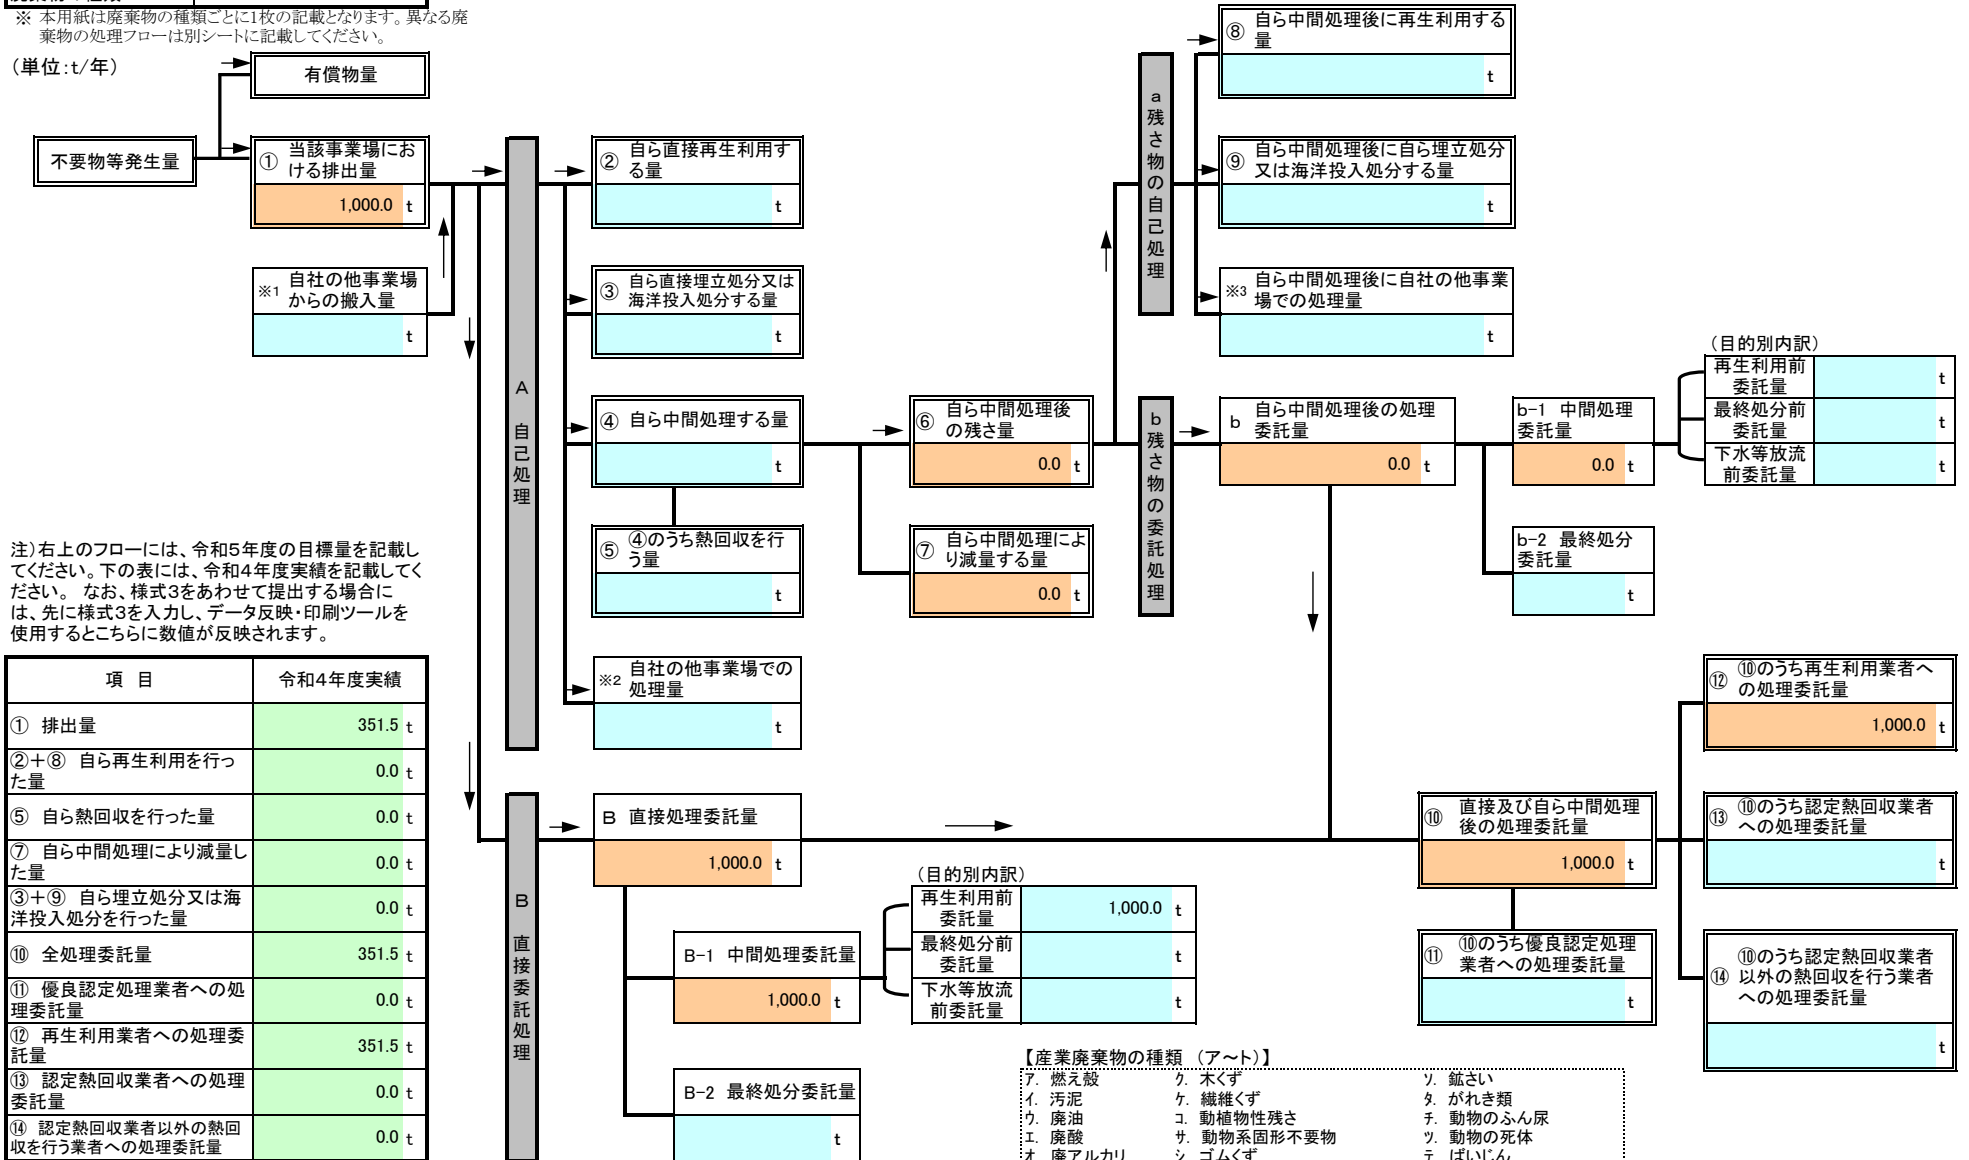 ※ 本用紙は廃棄物の種類ごとに1枚の記載となります。異なる廃
棄物の処理フローは別シートに記載してください。
(単位:t/年)
有償物量
不要物等発生量
① 当該事業場にお
ける排出量
1,000.0 t
※1 自社の他事業場
からの搬入量
t
A 自己処理
② 自ら直接再生利用す
る量
t
③ 自ら直接埋立処分又は
海洋投入処分する量
t
④ 自ら中間処理する量
t
⑤ ④のうち熱回収を行
う量
t
※2 自社の他事業場での
処理量
t
⑥ 自ら中間処理後
の残さ量
0.0 t
⑦ 自ら中間処理によ
り減量する量
0.0 t
a 残さ物の自己処理
⑧ 自ら中間処理後に再生利用する
量
t
⑨ 自ら中間処理後に自ら埋立処分
又は海洋投入処分する量
t
※3 自ら中間処理後に自社の他事業
場での処理量
t
b 残さ物の委託処理
b 自ら中間処理後の処理
委託量
0.0 t
b-1 中間処理
委託量
0.0 t
(目的別内訳)
再生利用前
委託量
t
最終処分前
委託量
t
下水等放流
前委託量
t
b-2 最終処分
委託量
t
注)右上のフローには、令和5年度の目標量を記載し
てください。下の表には、令和4年度実績を記載してく
ださい。 なお、様式3をあわせて提出する場合に
は、先に様式3を入力し、データ反映・印刷ツールを
使用するとこちらに数値が反映されます。
項 目 令和4年度実績
① 排出量 351.5 t
②+⑧ 自ら再生利用を行っ
た量 0.0 t
⑤ 自ら熱回収を行った量 0.0 t
⑦ 自ら中間処理により減量し
た量 0.0 t
③+⑨ 自ら埋立処分又は海
洋投入処分を行った量 0.0 t
⑩ 全処理委託量 351.5 t
⑪ 優良認定処理業者への処
理委託量 0.0 t
⑫ 再生利用業者への処理委
託量 351.5 t
⑬ 認定熱回収業者への処理
委託量 0.0 t
⑭ 認定熱回収業者以外の熱回
収を行う業者への処理委託量 0.0 t
B 直接委託処理
B 直接処理委託量
1,000.0 t
B-1 中間処理委託量
1,000.0 t
(目的別内訳)
再生利用前
委託量
1,000.0 t
最終処分前
委託量
t
下水等放流
前委託量
t
B-2 最終処分委託量
t
⑩ 直接及び自ら中間処理
後の処理委託量
1,000.0 t
⑪ ⑩のうち優良認定処理
業者への処理委託量
t
⑫ ⑩のうち再生利用業者へ
の処理委託量
1,000.0 t
⑬ ⑩のうち認定熱回収業者
への処理委託量
t
⑭ ⑩のうち認定熱回収業者
以外の熱回収を行う業者
への処理委託量
t
【産業廃棄物の種類 (ア~ト)】
ア. 燃え殻 ク. 木くず ソ. 鉱さい
イ. 汚泥 ケ. 繊維くず タ. がれき類
ウ. 廃油 コ. 動植物性残さ チ. 動物のふん尿
エ. 廃酸 サ. 動物系固形不要物 ツ. 動物の死体
オ. 廃アルカリ シ. ゴムくず テ. ばいじん